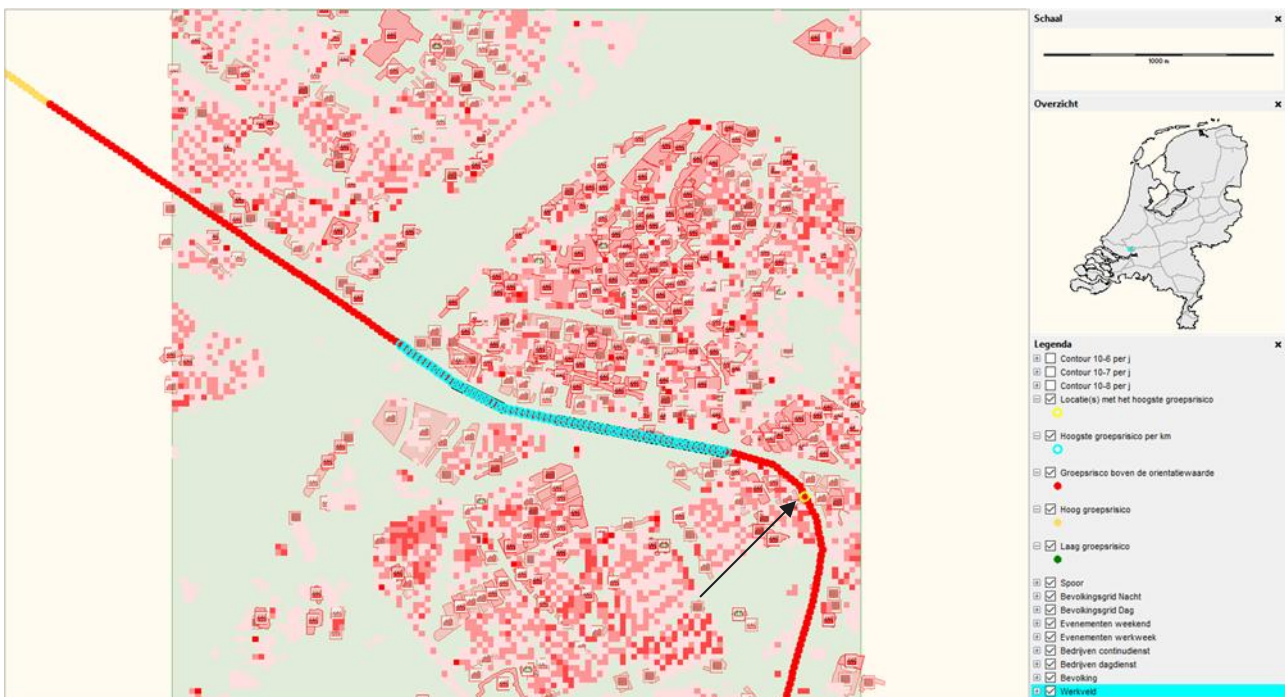 Schaal
1000 m
Overzicht
Legenda
Contour 10-6 per j
Contour 10-7 per j
Contour 10-8 per j
Locatie(s) met het hoogste groepsrisico
Hoogste groepsrisico per km
Groepsrisco boven de orientatiewaarde
Hoog groepsrisico
Laag groepsrisico
Spoor
Bevolkingsgrid Nacht
Bevolkingsgrid Dag
Evenementen weekend
Evenementen werkweek
Bedrijven continudienst
Bedrijven dagdienst
Bevolking
Werkveld